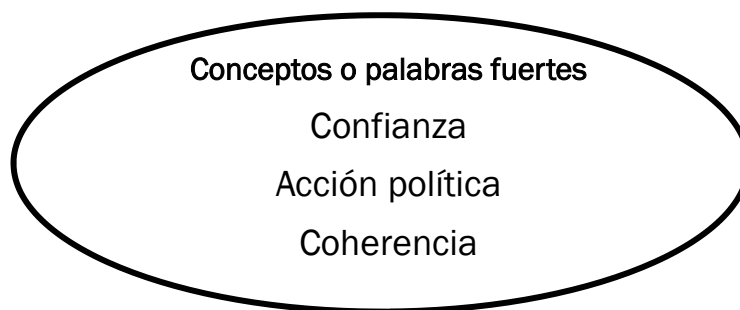 Conceptos o palabras fuertes
Confianza
Acción política
Coherencia